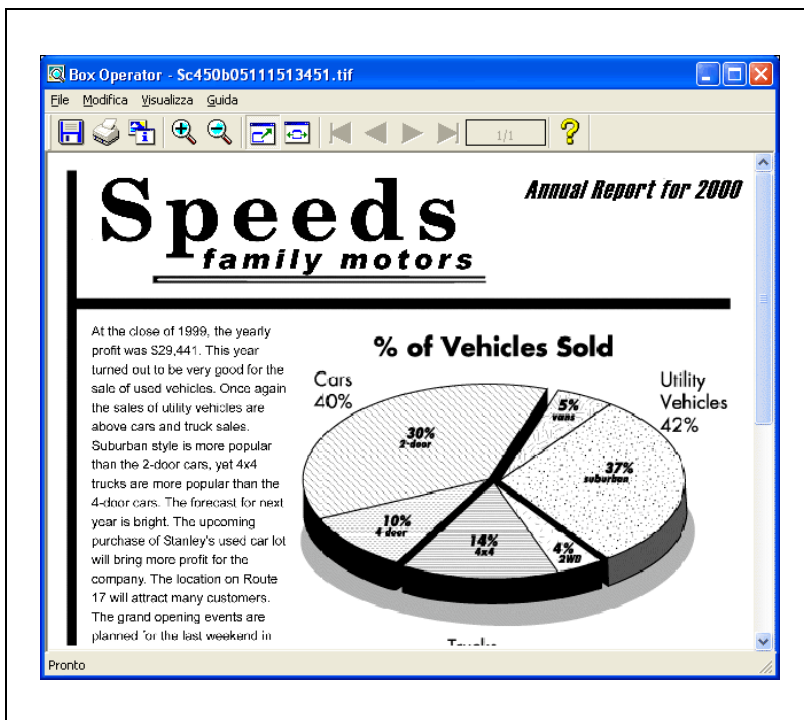 Box Operator - Sc450b05111513451.tif
File Modifica Visualizza Guida
1/1
Annual Report for 2000
Speeds
family motors
At the close of 1999, the yearly
profit was $29,441. This year
turned out to be very good for the
sale of used vehicles. Once again
the sales of utility vehicles are
above cars and truck sales.
Suburban style is more popular
than the 2-door cars, yet 4x4
trucks are more popular than the
4-door cars. The forecast for next
year is bright. The upcoming
purchase of Stanley's used car lot
will bring more profit for the
company. The location on Route
17 will attract many customers.
The grand opening events are
planned for the last weekend in
% of Vehicles Sold
Cars
40%
Utility
Vehicles
42%
5%
vans
30%
2-door
37%
suburban
10%
4 door
14%
4x4
4%
2WD
Trucks
Pronto